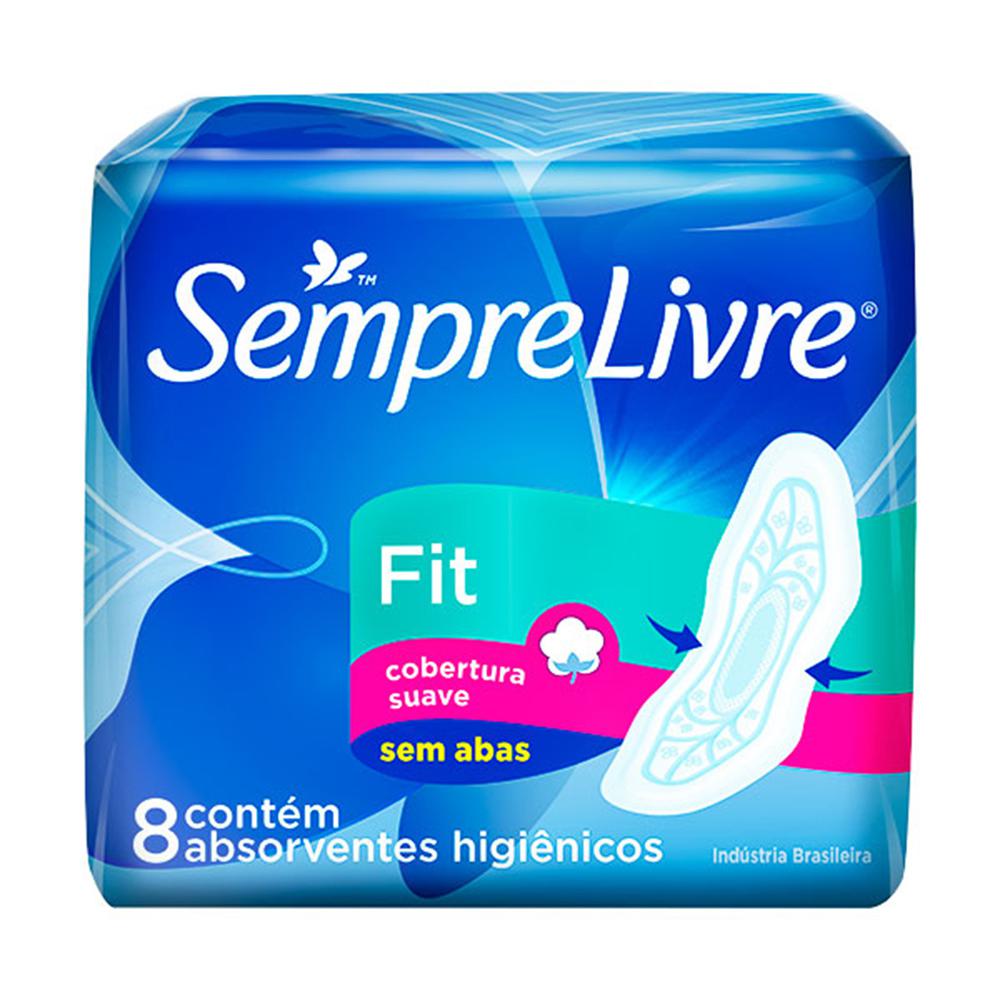 SempreLivre®
™
Fit
cobertura
suave
sem abas
8 contém
absorventes higiênicos
Indústria Brasileira